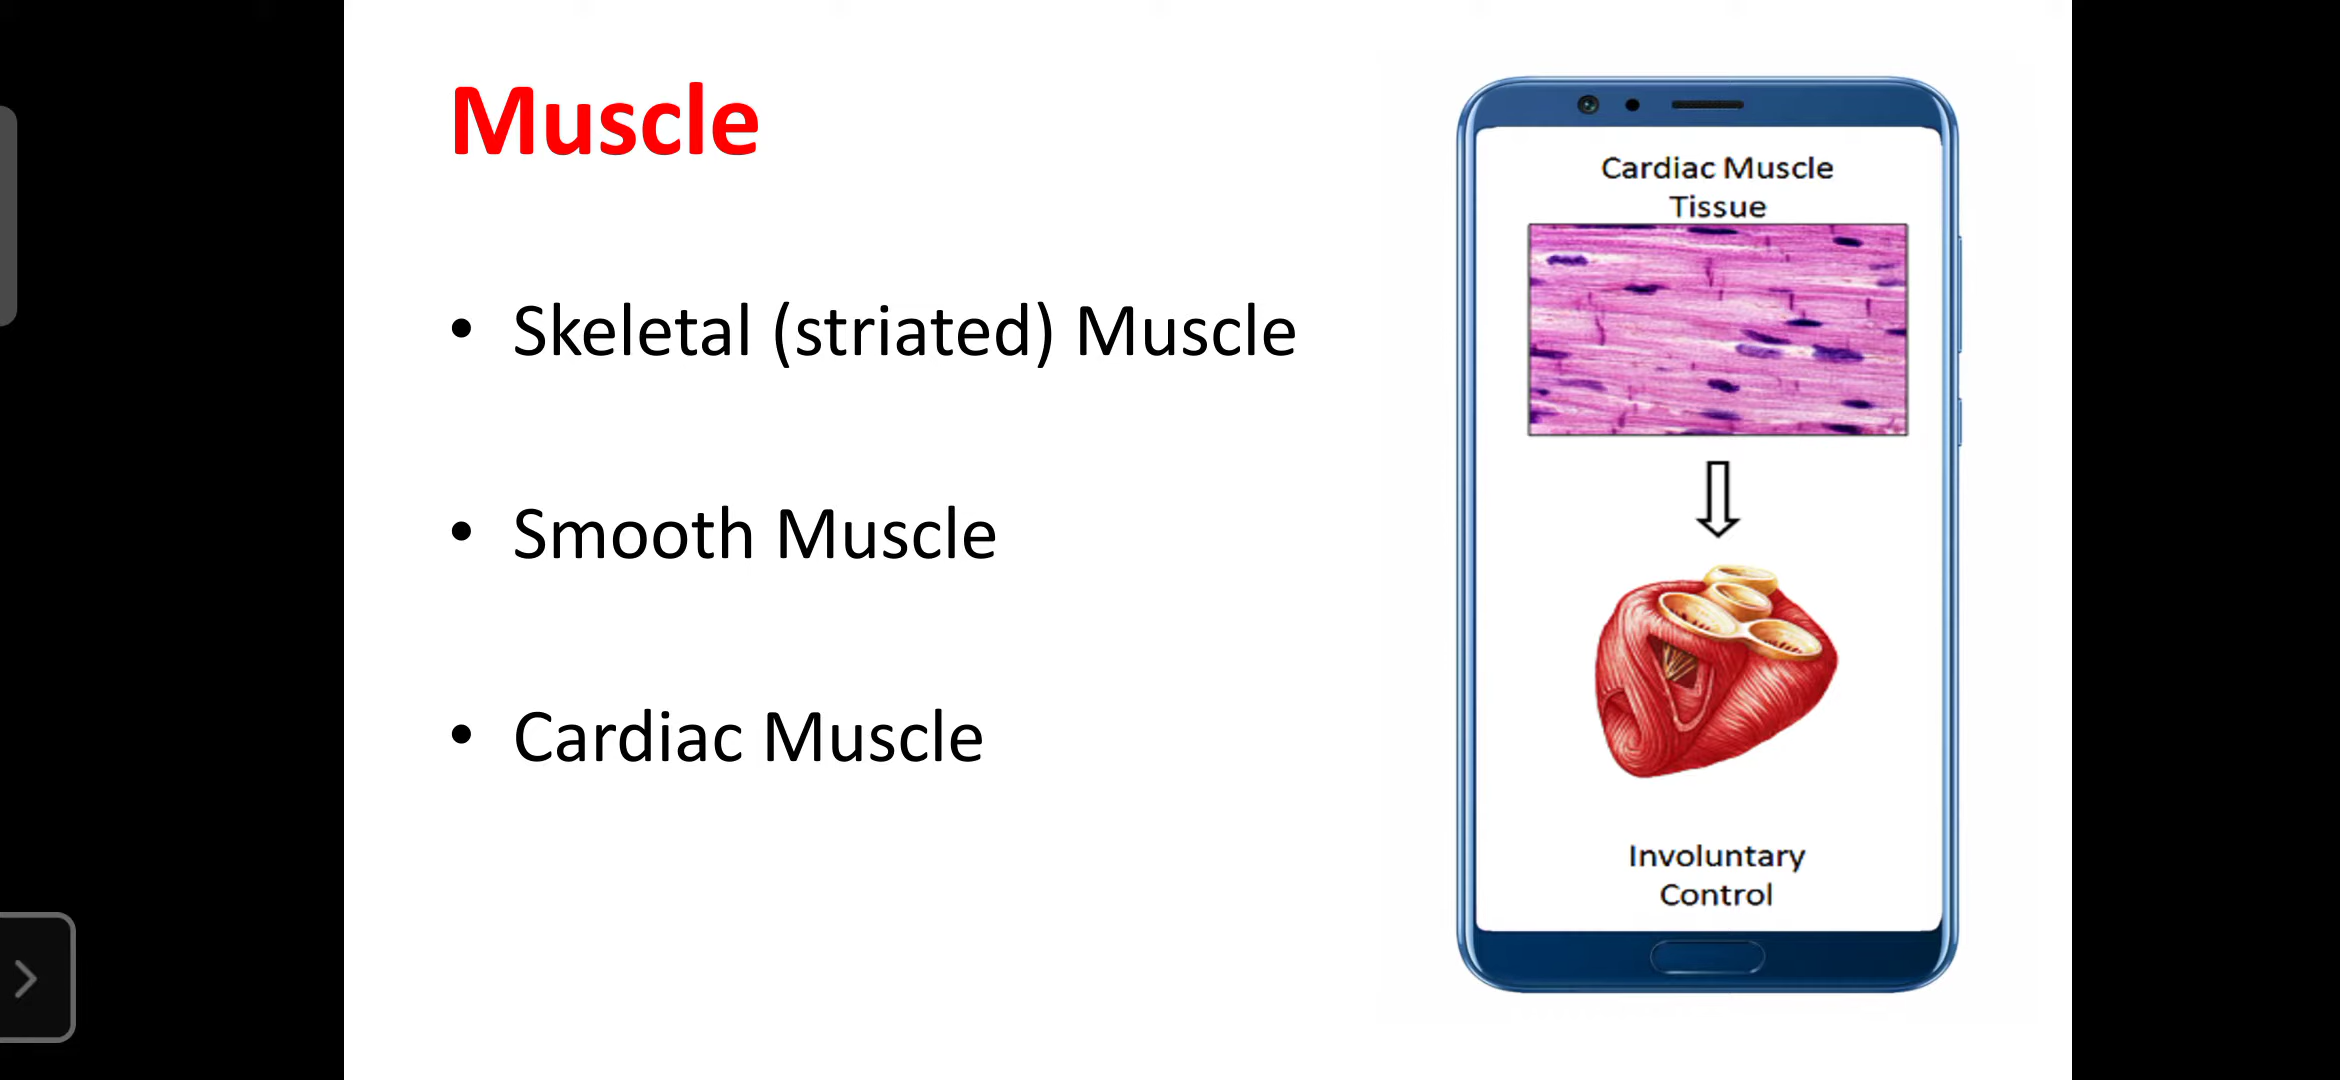 Muscle
• Skeletal (striated) Muscle
• Smooth Muscle
• Cardiac Muscle
Cardiac Muscle
Tissue
Involuntary
Control